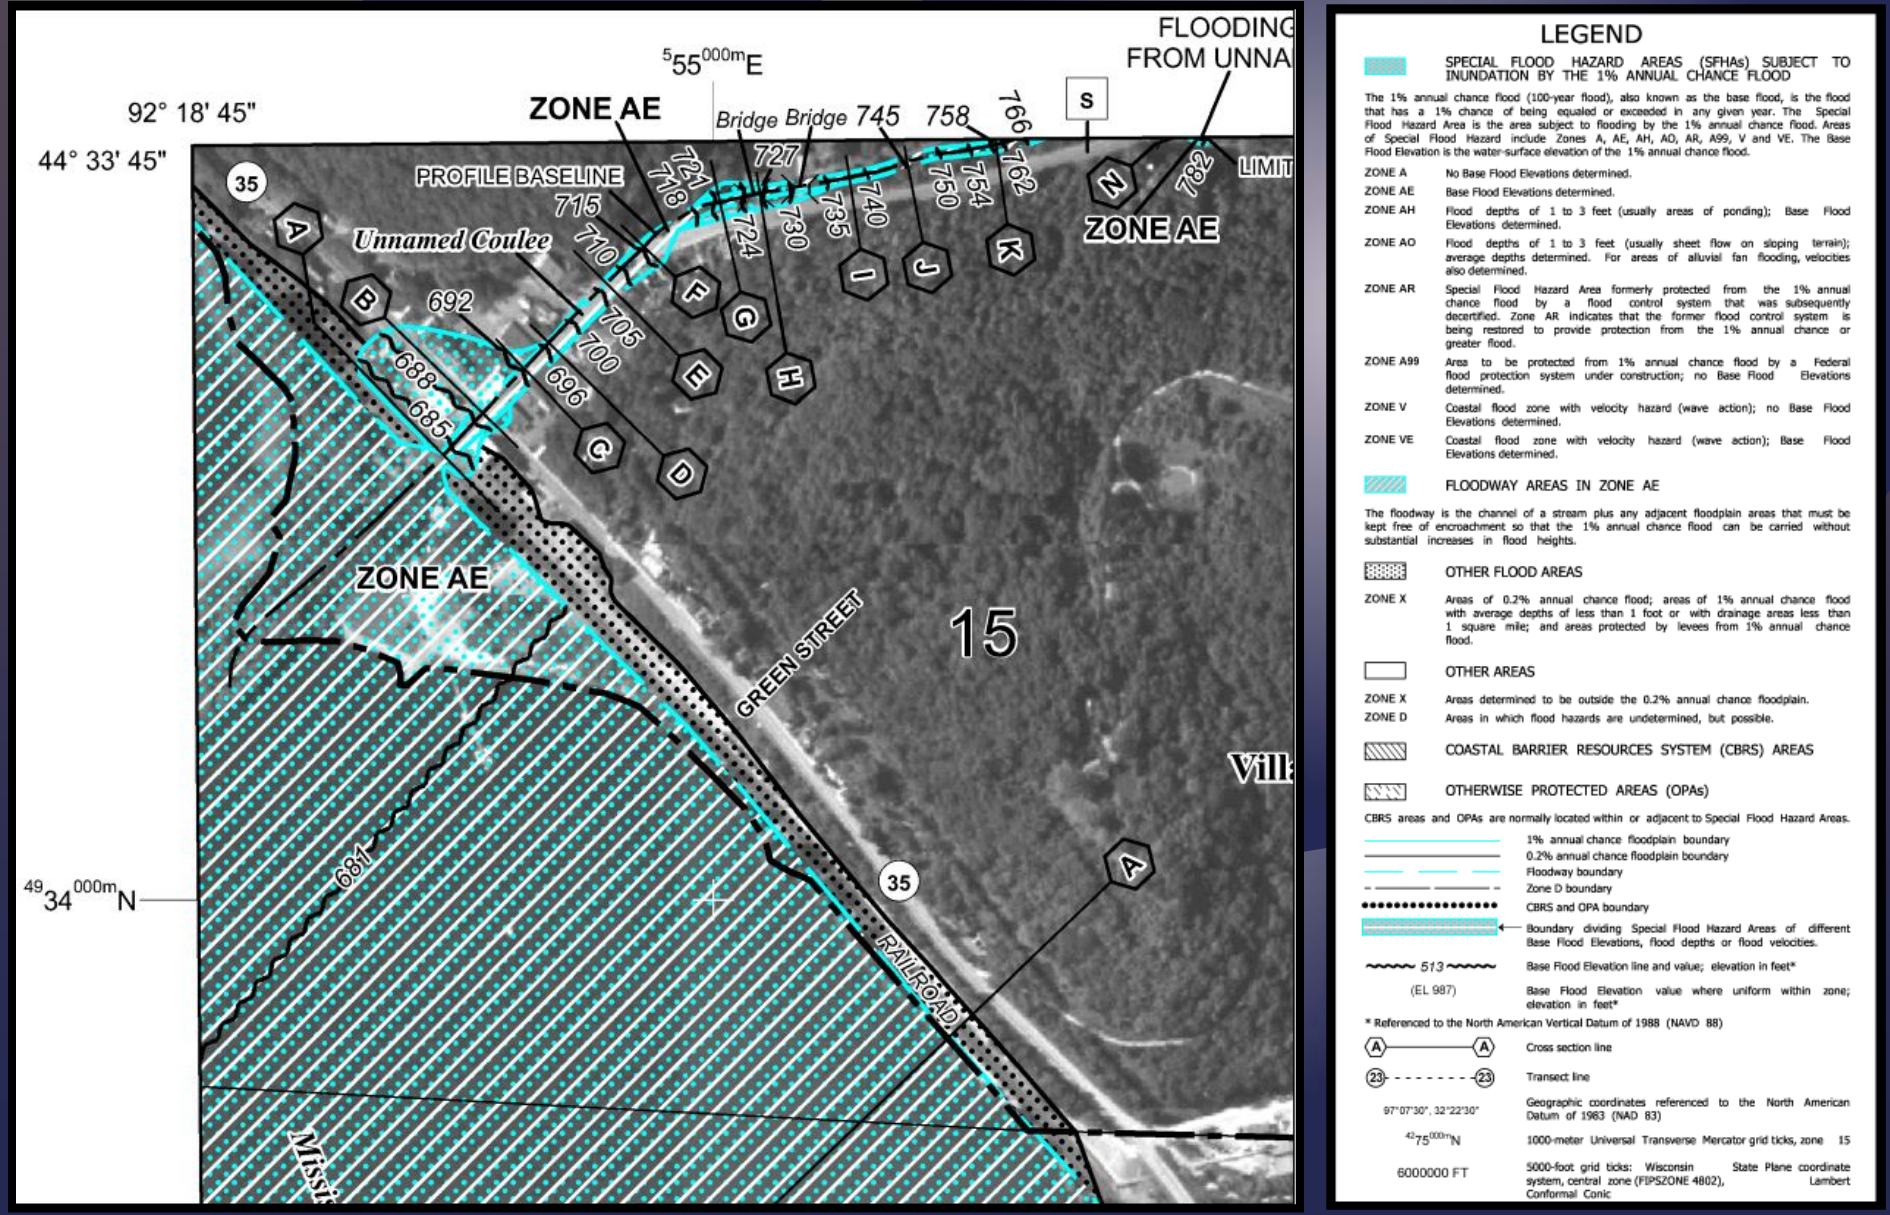 FLOODING
FROM UNNA
555000mE
92° 18' 45"
44° 33' 45"
ZONE AE
Bridge
Bridge
745
758
766
S
35
PROFILE BASELINE
721
718
715
727
LIMIT
782
N
ZONE AE
762
754
750
740
735
730
724
Unnamed Coulee
710
A
B
692
F
G
I
J
K
705
700
696
E
H
688
685
C
D
ZONE AE
GREEN STREET
15
Villa
681
A
35
4934000mN
RAILROAD
Missis
LEGEND
SPECIAL FLOOD HAZARD AREAS (SFHAs) SUBJECT TO
INUNDATION BY THE 1% ANNUAL CHANCE FLOOD
The 1% annual chance flood (100-year flood), also known as the base flood, is the flood
that has a 1% chance of being equaled or exceeded in any given year. The Special
Flood Hazard Area is the area subject to flooding by the 1% annual chance flood. Areas
of Special Flood Hazard include Zones A, AE, AH, AO, AR, A99, V and VE. The Base
Flood Elevation is the water-surface elevation of the 1% annual chance flood.
ZONE A No Base Flood Elevations determined.
ZONE AE Base Flood Elevations determined.
ZONE AH Flood depths of 1 to 3 feet (usually areas of ponding); Base Flood
Elevations determined.
ZONE AO Flood depths of 1 to 3 feet (usually sheet flow on sloping terrain);
average depths determined. For areas of alluvial fan flooding, velocities
also determined.
ZONE AR Special Flood Hazard Area formerly protected from the 1% annual
chance flood by a flood control system that was subsequently
decertified. Zone AR indicates that the former flood control system is
being restored to provide protection from the 1% annual chance or
greater flood.
ZONE A99 Area to be protected from 1% annual chance flood by a Federal
flood protection system under construction; no Base Flood Elevations
determined.
ZONE V Coastal flood zone with velocity hazard (wave action); no Base Flood
Elevations determined.
ZONE VE Coastal flood zone with velocity hazard (wave action); Base Flood
Elevations determined.
FLOODWAY AREAS IN ZONE AE
The floodway is the channel of a stream plus any adjacent floodplain areas that must be
kept free of encroachment so that the 1% annual chance flood can be carried without
substantial increases in flood heights.
OTHER FLOOD AREAS
ZONE X Areas of 0.2% annual chance flood; areas of 1% annual chance flood
with average depths of less than 1 foot or with drainage areas less than
1 square mile; and areas protected by levees from 1% annual chance
flood.
OTHER AREAS
ZONE X Areas determined to be outside the 0.2% annual chance floodplain.
ZONE D Areas in which flood hazards are undetermined, but possible.
COASTAL BARRIER RESOURCES SYSTEM (CBRS) AREAS
OTHERWISE PROTECTED AREAS (OPAs)
CBRS areas and OPAs are normally located within or adjacent to Special Flood Hazard Areas.
1% annual chance floodplain boundary
0.2% annual chance floodplain boundary
Floodway boundary
Zone D boundary
CBRS and OPA boundary
Boundary dividing Special Flood Hazard Areas of different
Base Flood Elevations, flood depths or flood velocities.
513 Base Flood Elevation line and value; elevation in feet*
(EL 987) Base Flood Elevation value where uniform within zone;
elevation in feet*
* Referenced to the North American Vertical Datum of 1988 (NAVD 88)
A A Cross section line
23 23 Transect line
97°07'30", 32°22'30" Geographic coordinates referenced to the North American
Datum of 1983 (NAD 83)
4275000mN 1000-meter Universal Transverse Mercator grid ticks, zone 15
6000000 FT 5000-foot grid ticks: Wisconsin State Plane coordinate
system, central zone (FIPSZONE 4802), Lambert
Conformal Conic